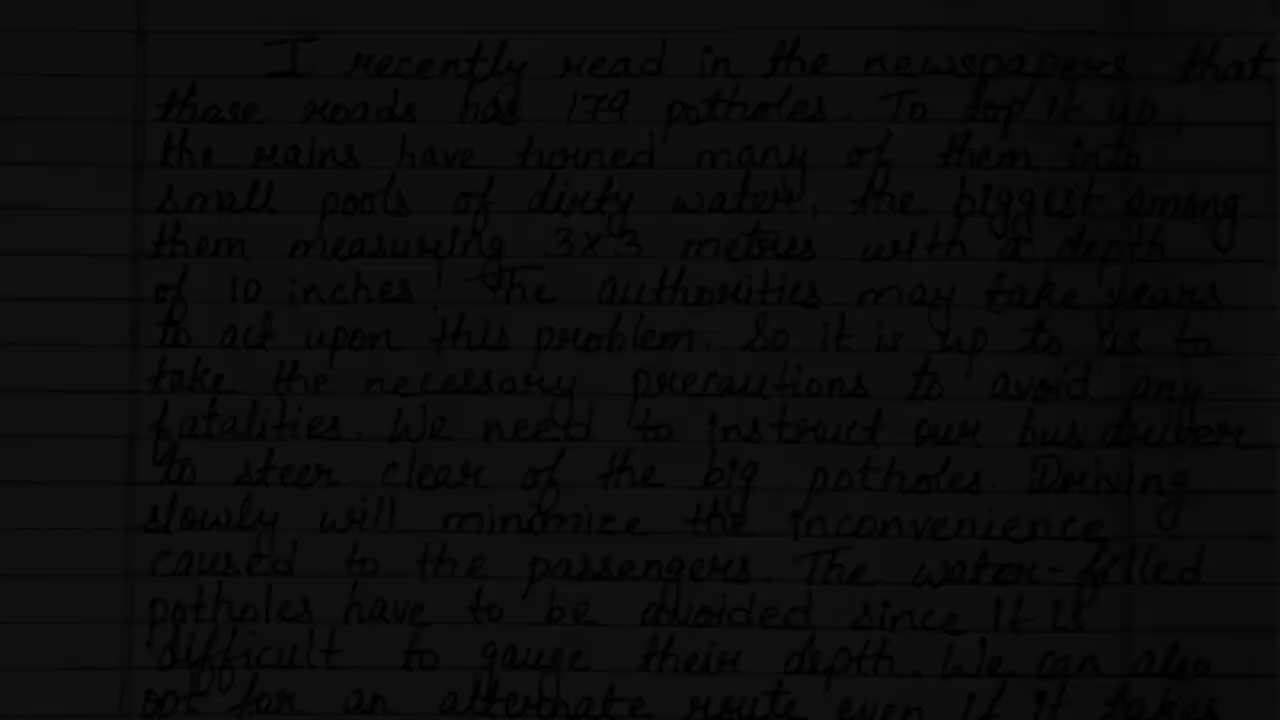 I recently read in the newspapers that
those roads has 179 potholes. To top it up
the rains have turned many of them into
small pools of dirty water, the biggest among
them measuring 3x3 metres with a depth
of 10 inches! The authorities may take years
to act upon this problem. So it is up to us to
take the necessary precautions to avoid any
fatalities. We need to instruct our bus driver
to steer clear of the big potholes. Driving
slowly will minimize the inconvenience
caused to the passengers. The water-filled
potholes have to be avoided since it is
difficult to gauge their depth. We can also
opt for an alternate route even if it takes